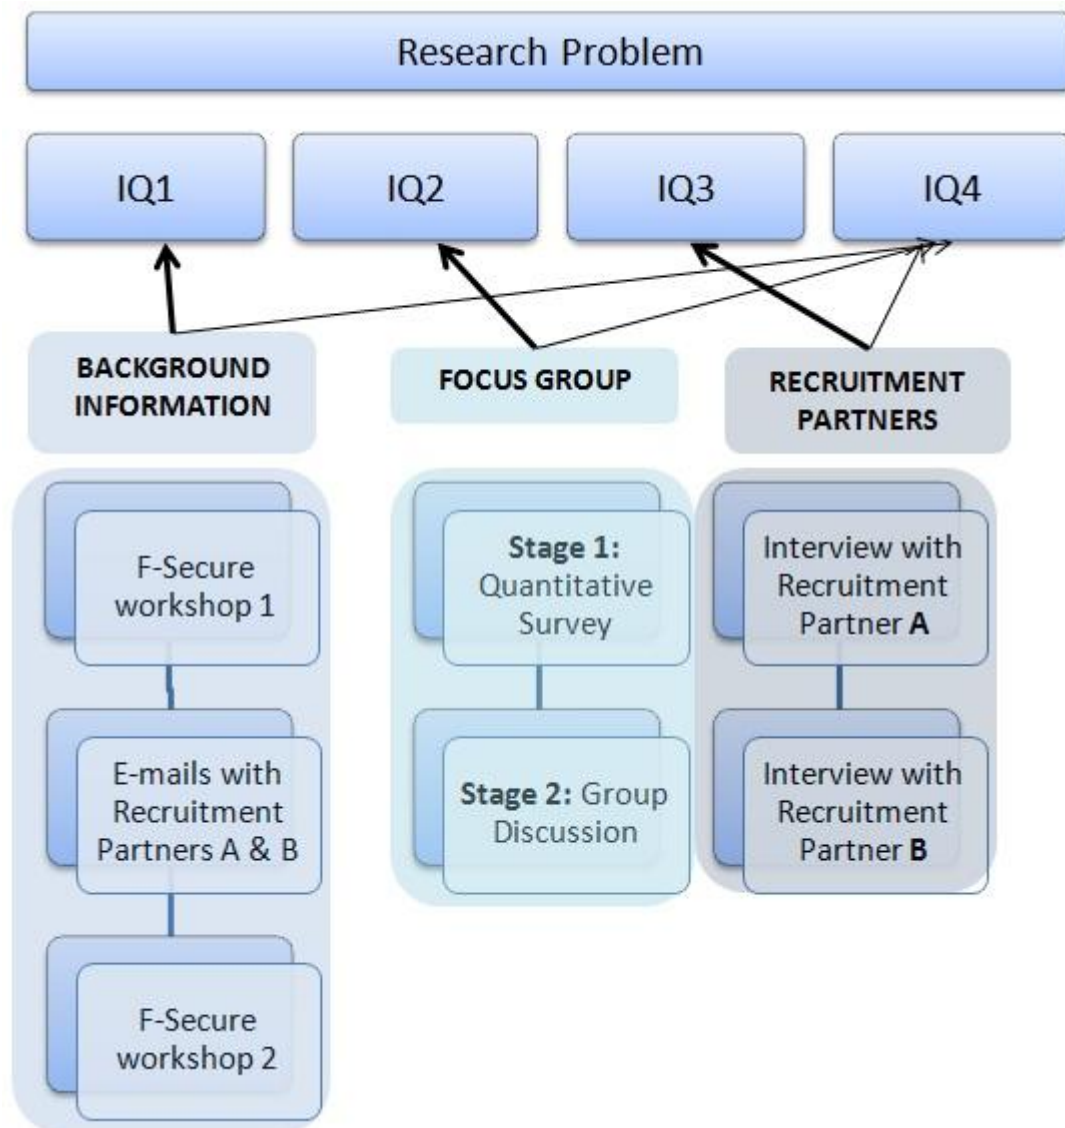 Research Problem
IQ1
IQ2
IQ3
IQ4
BACKGROUND
INFORMATION
FOCUS GROUP
RECRUITMENT
PARTNERS
F-Secure
workshop 1
E-mails with
Recruitment
Partners A & B
F-Secure
workshop 2
Stage 1:
Quantitative
Survey
Stage 2: Group
Discussion
Interview with
Recruitment
Partner A
Interview with
Recruitment
Partner B